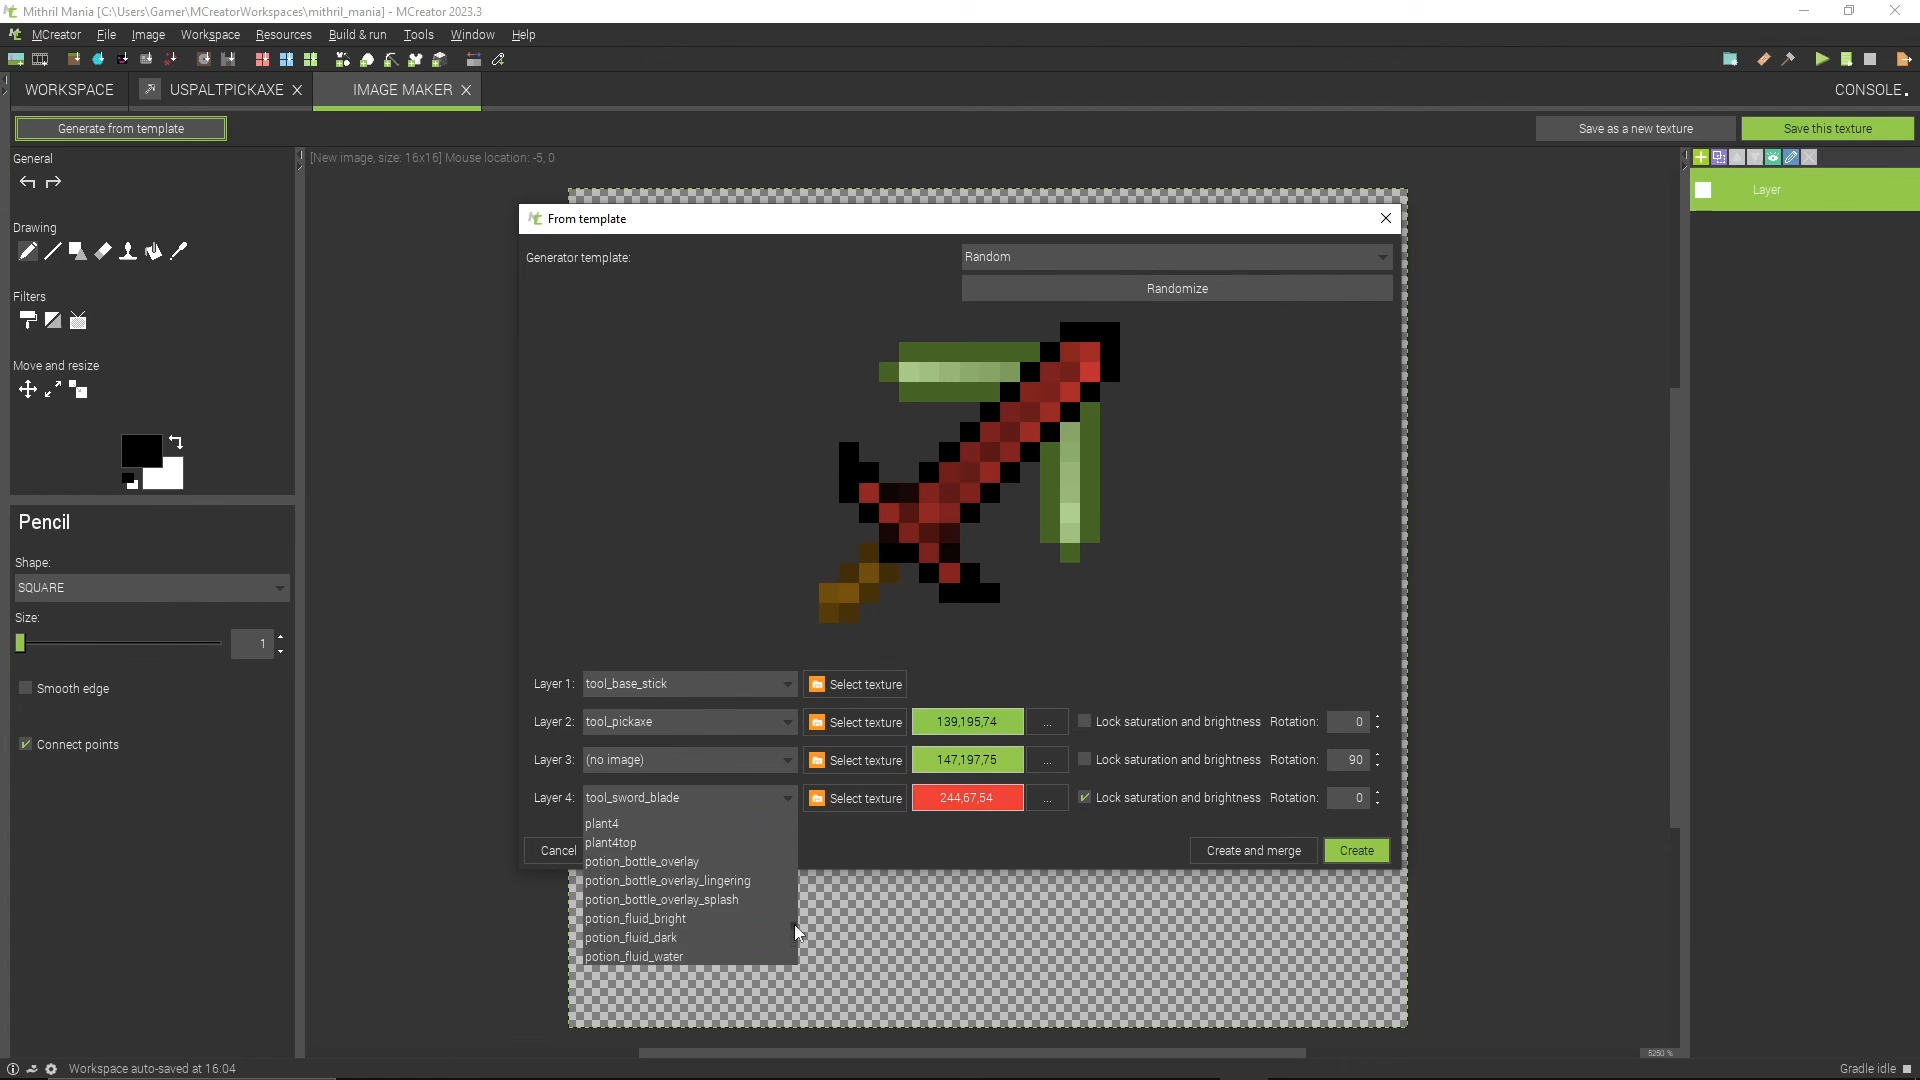 Mithril Mania [C:\Users\Gamer\MCreatorWorkspaces\mithril_mania] - MCreator 2023.3
MCreator File Image Workspace Resources Build & run Tools Window Help
WORKSPACE USPALTPICKAXE IMAGE MAKER CONSOLE
Generate from template Save as a new texture Save this texture
General
[New image, size: 16x16] Mouse location: -5, 0
Layer
Drawing
Filters
Move and resize
Pencil
Shape:
SQUARE
Size:
1
Smooth edge
Connect points
From template
Generator template: Random
Randomize
Layer 1: tool_base_stick Select texture
Layer 2: tool_pickaxe Select texture 139,195,74 ... Lock saturation and brightness Rotation: 0
Layer 3: (no image) Select texture 147,197,75 ... Lock saturation and brightness Rotation: 90
Layer 4: tool_sword_blade Select texture 244,67,54 ... Lock saturation and brightness Rotation: 0
plant4
plant4top
potion_bottle_overlay
potion_bottle_overlay_lingering
potion_bottle_overlay_splash
potion_fluid_bright
potion_fluid_dark
potion_fluid_water
Cancel Create and merge Create
5250 %
Workspace auto-saved at 16:04 Gradle idle